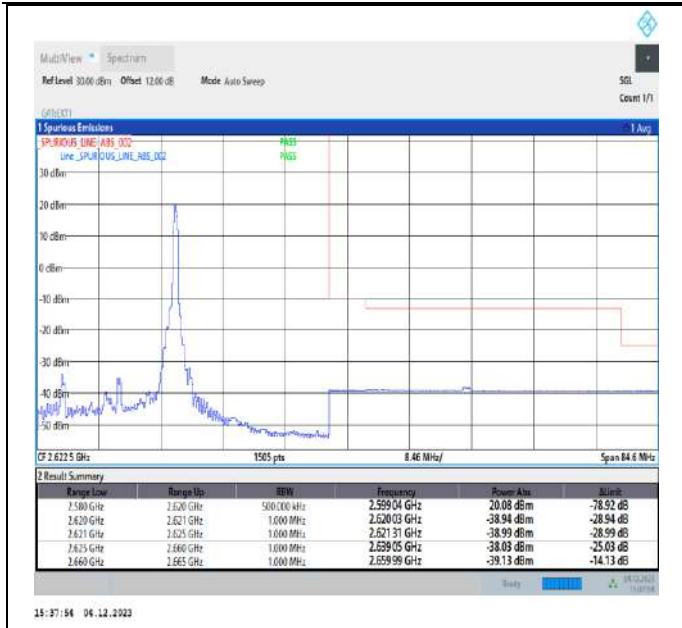 MultiView Spectrum
Ref Level 30.00 dBm Offset 12.00 dB Mode Auto Sweep SGL
Count 1/1
1 Spurious Emissions 1 Avg
SPURIOUS_LINE_ABS_002 PASS
Line _SPURIOUS_LINE_ABS_002 PASS
30 dBm
20 dBm
10 dBm
0 dBm
-10 dBm
-20 dBm
-30 dBm
-40 dBm
-50 dBm
CF 2.6225 GHz 1505 pts 8.46 MHz/ Span 84.6 MHz
2 Result Summary
Range Low Range Up RBW Frequency Power Abs ΔLimit
2.580 GHz 2.620 GHz 500.000 kHz 2.59904 GHz 20.08 dBm -78.92 dB
2.620 GHz 2.621 GHz 1.000 MHz 2.62003 GHz -38.94 dBm -28.94 dB
2.621 GHz 2.625 GHz 1.000 MHz 2.62131 GHz -38.99 dBm -28.99 dB
2.625 GHz 2.660 GHz 1.000 MHz 2.63905 GHz -38.03 dBm -25.03 dB
2.660 GHz 2.665 GHz 1.000 MHz 2.65999 GHz -39.13 dBm -14.13 dB
Ready
15:37:54 04.12.2023